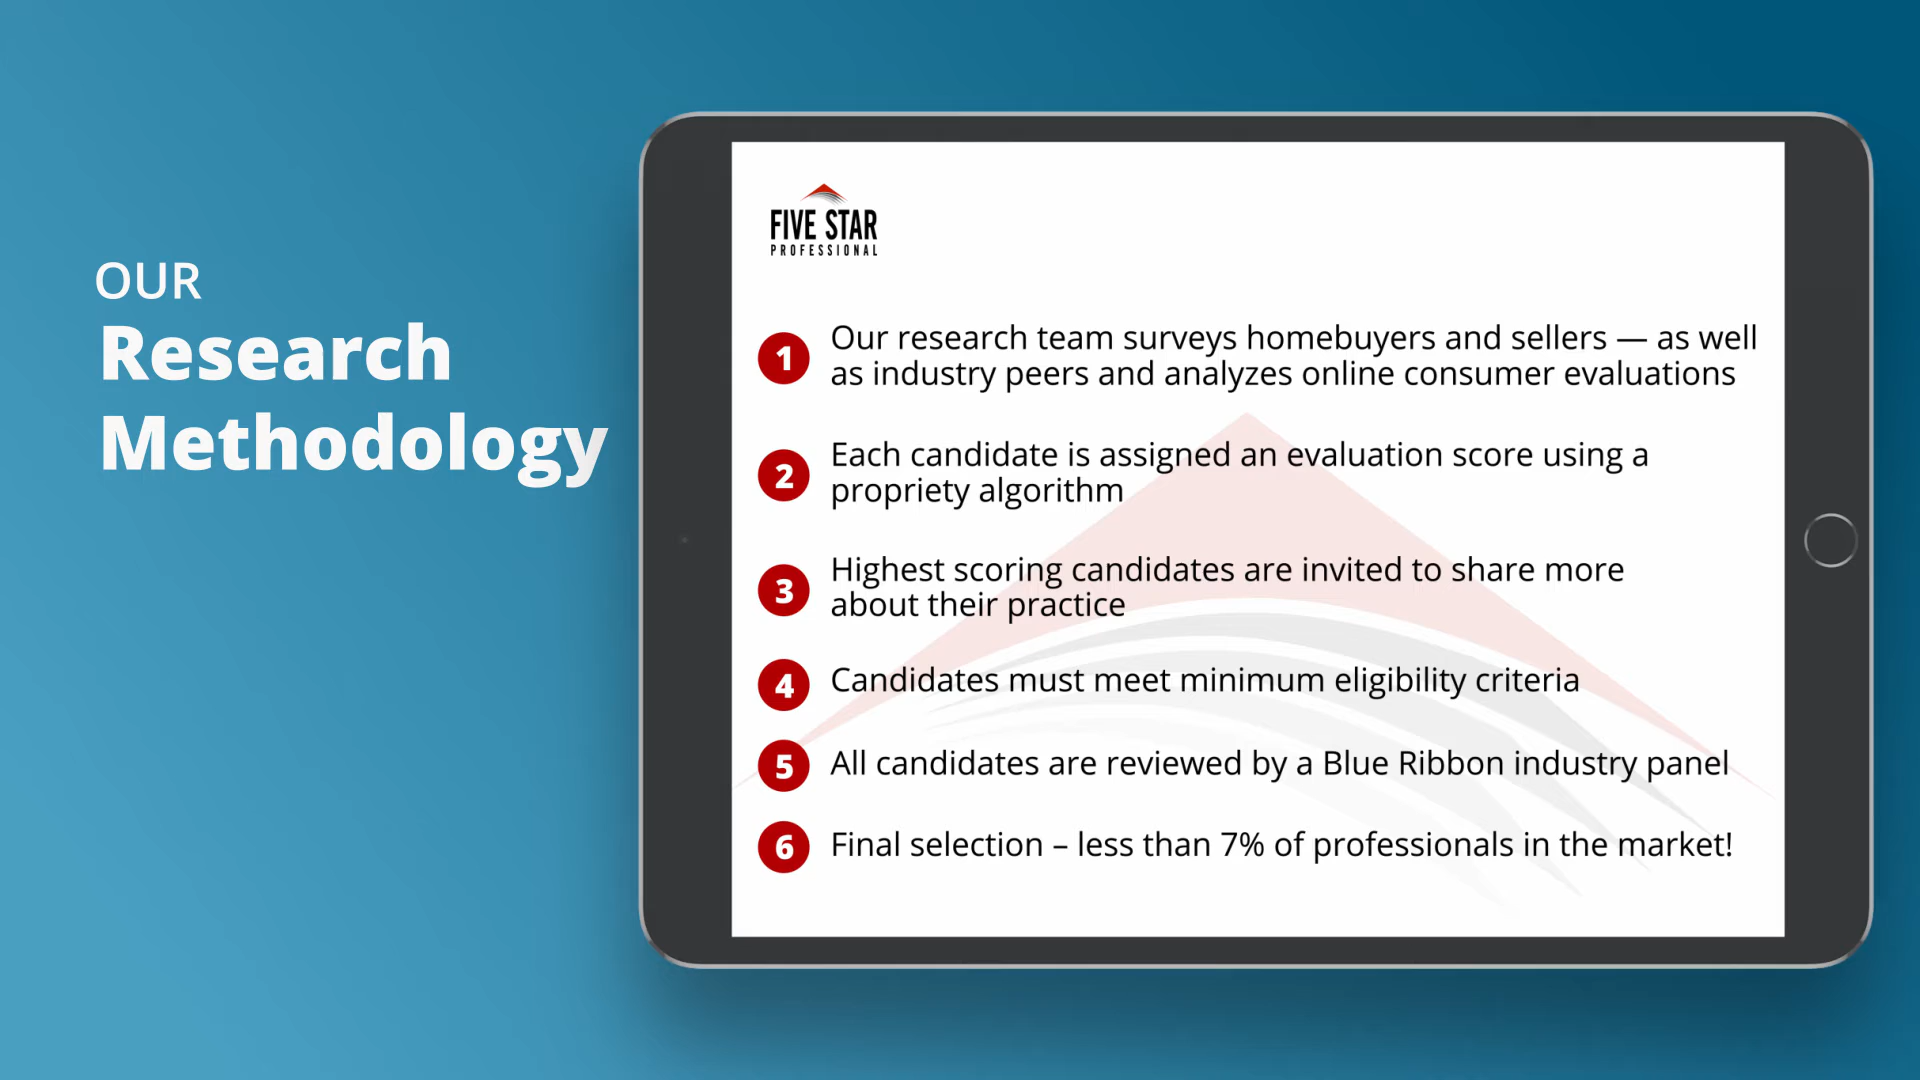 OUR
Research
Methodology
FIVE STAR
PROFESSIONAL
1 Our research team surveys homebuyers and sellers — as well
as industry peers and analyzes online consumer evaluations
2 Each candidate is assigned an evaluation score using a
propriety algorithm
3 Highest scoring candidates are invited to share more
about their practice
4 Candidates must meet minimum eligibility criteria
5 All candidates are reviewed by a Blue Ribbon industry panel
6 Final selection – less than 7% of professionals in the market!